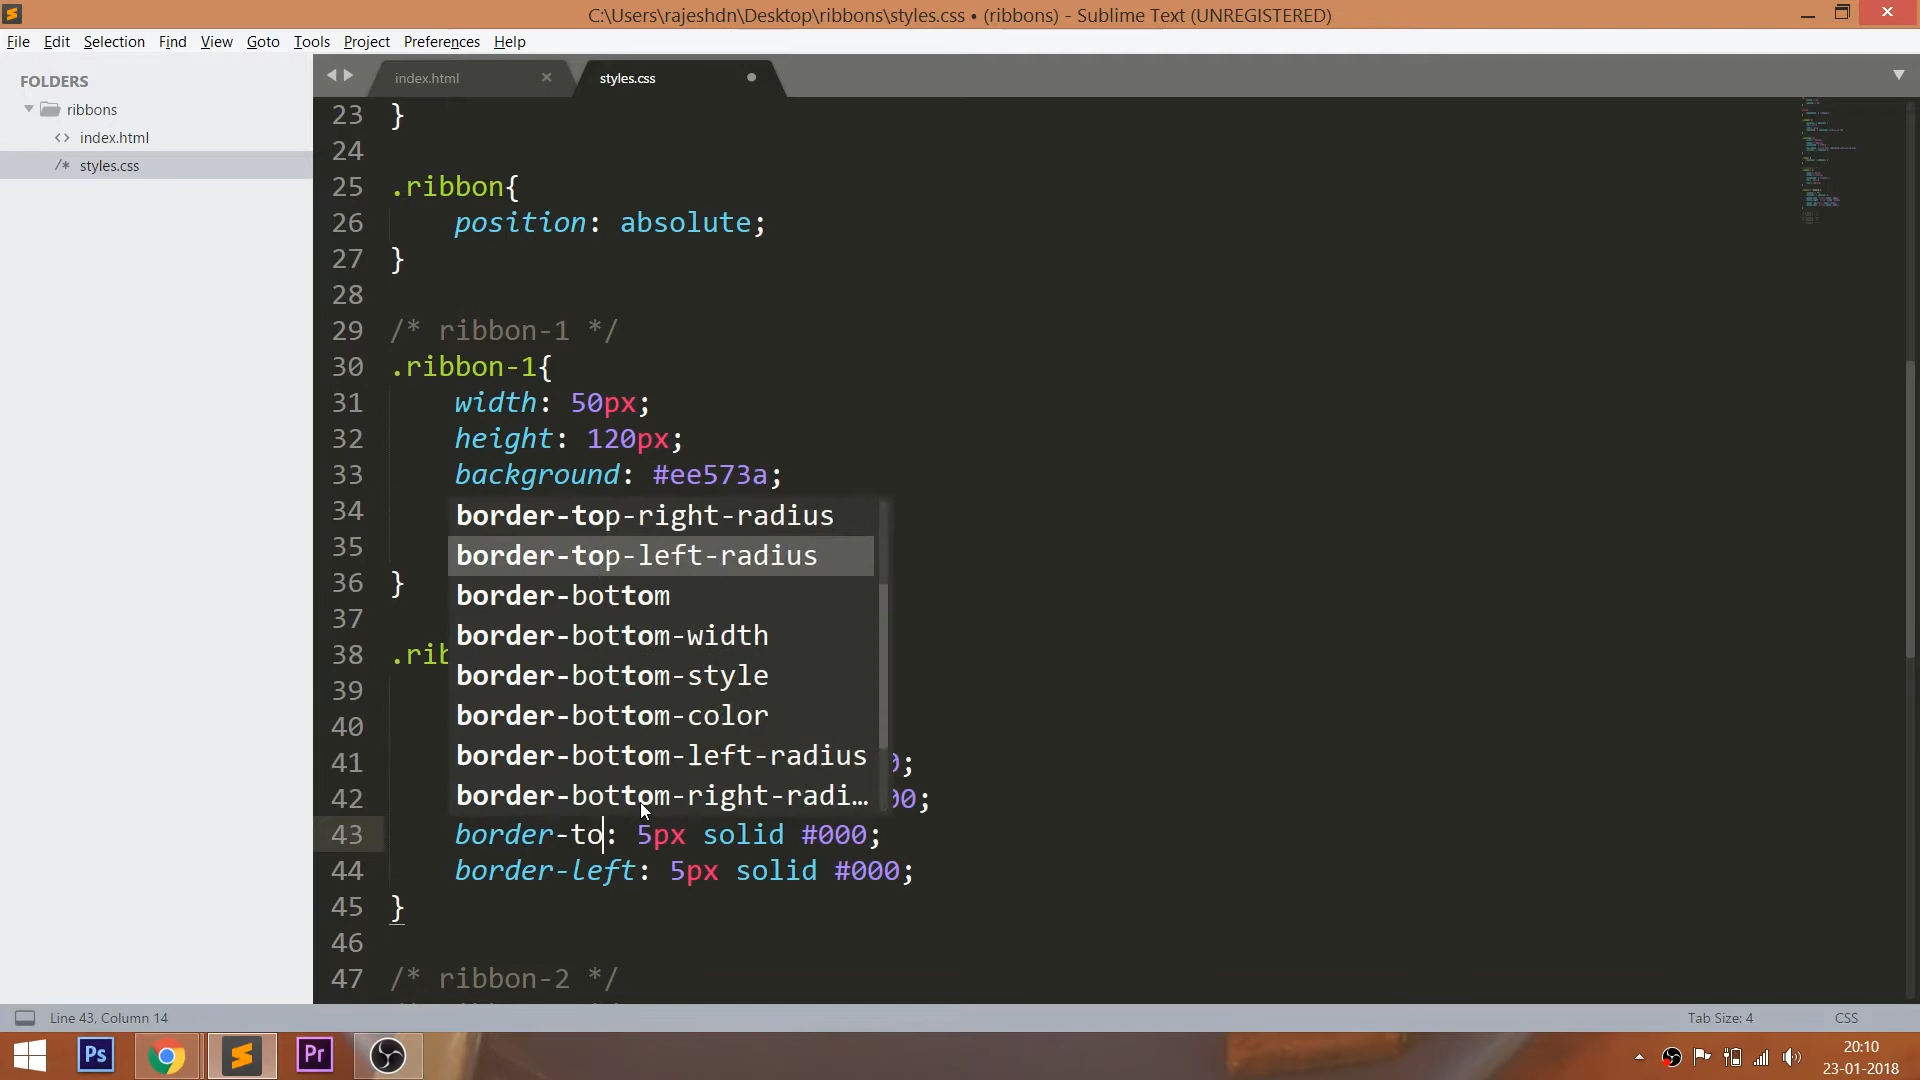 C:\Users\rajeshdn\Desktop\ribbons\styles.css • (ribbons) - Sublime Text (UNREGISTERED)
File Edit Selection Find View Goto Tools Project Preferences Help
FOLDERS
ribbons
<> index.html
/* styles.css
index.html × styles.css
23 }
24
25 .ribbon{
26 position: absolute;
27 }
28
29 /* ribbon-1 */
30 .ribbon-1{
31 width: 50px;
32 height: 120px;
33 background: #ee573a;
34
35
36 }
37
38 .rib
39
40
41 0;
42 00;
43 border-to: 5px solid #000;
44 border-left: 5px solid #000;
45 }
46
47 /* ribbon-2 */
border-top-right-radius
border-top-left-radius
border-bottom
border-bottom-width
border-bottom-style
border-bottom-color
border-bottom-left-radius
border-bottom-right-radi…
Line 43, Column 14
Tab Size: 4 CSS
Ps Pr
20:10
23-01-2018